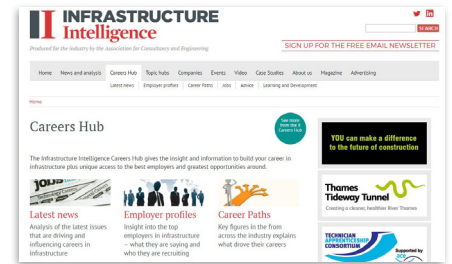 INFRASTRUCTURE
Intelligence
Produced for the industry by the Association for Consultancy and Engineering
SEARCH
SIGN UP FOR THE FREE EMAIL NEWSLETTER
Home News and analysis Careers Hub Topic hubs Companies Events Video Case Studies About us Magazine Advertising
Latest news Employer profiles Career Paths Jobs Advice Learning and Development
Home
Careers Hub
See more
from the II
Careers Hub
The Infrastructure Intelligence Careers Hub gives the insight and information to build your career in
infrastructure plus unique access to the best employers and greatest opportunities around.
JOBS
Latest news
Analysis of the latest issues
that are driving and
influencing careers in
infrastructure
Employer profiles
Insight into the top
employers in infrastructure
– what they are saying and
who they are recruiting
Career Paths
Key figures in the from
across the industry explains
what drove their careers
YOU can make a difference
to the future of construction
Thames
Tideway Tunnel
Creating a cleaner, healthier River Thames
TECHNICIAN
APPRENTICESHIP
CONSORTIUM
Supported by
ice